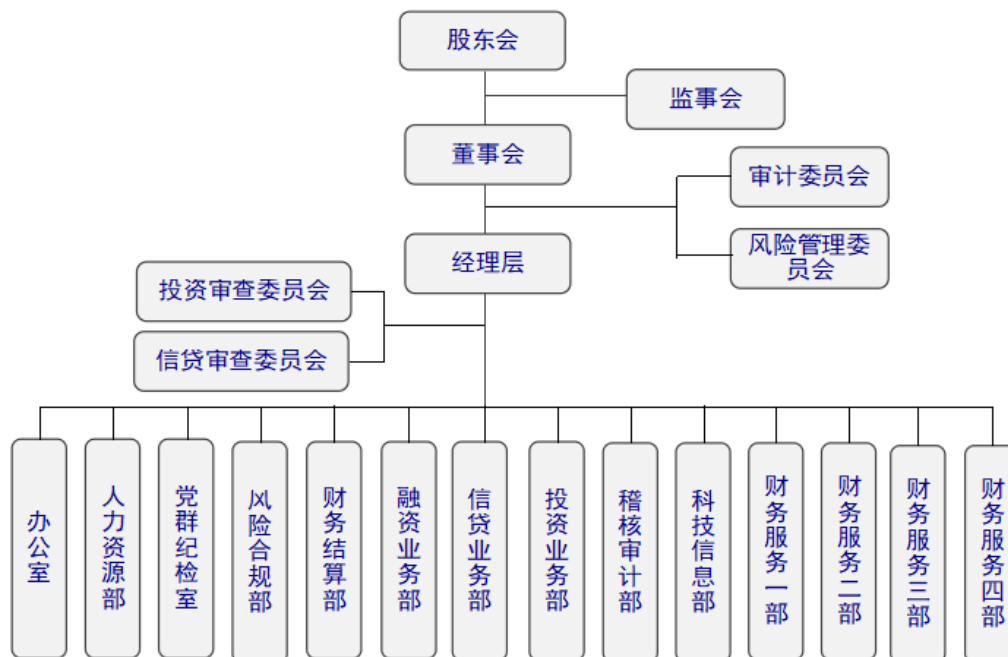 股东会
监事会
董事会
审计委员会
经理层
风险管理委
员会
投资审查委员会
信贷审查委员会
办公室
人力资源部
党群纪检室
风险合规部
财务结算部
融资业务部
信贷业务部
投资业务部
稽核审计部
科技信息部
财务服务一部
财务服务二部
财务服务三部
财务服务四部